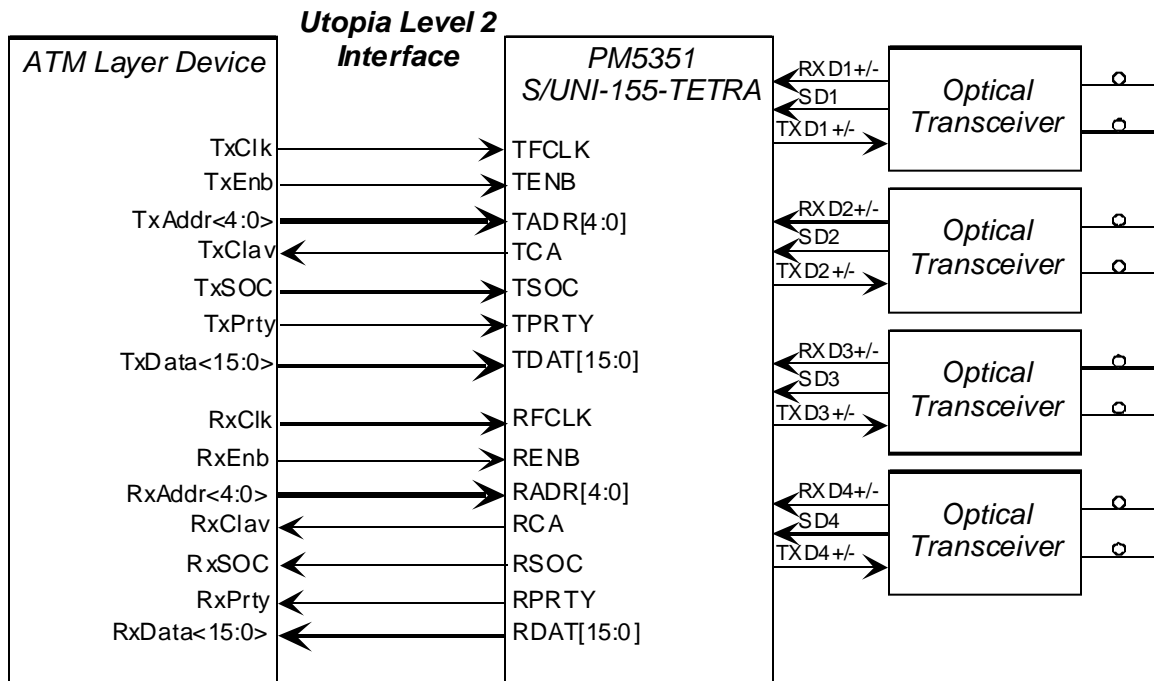 Utopia Level 2
Interface
ATM Layer Device
PM5351
S/UNI-155-TETRA
TxClk
TxEnb
TxAddr<4:0>
TxClav
TxSOC
TxPrty
TxData<15:0>
RxClk
RxEnb
RxAddr<4:0>
RxClav
RxSOC
RxPrty
RxData<15:0>
TFCLK
TENB
TADR[4:0]
TCA
TSOC
TPRTY
TDAT[15:0]
RFCLK
RENB
RADR[4:0]
RCA
RSOC
RPRTY
RDAT[15:0]
RXD1+/-
SD1
TXD1+/-
Optical
Transceiver
RXD2+/-
SD2
TXD2+/-
Optical
Transceiver
RXD3+/-
SD3
TXD3+/-
Optical
Transceiver
RXD4+/-
SD4
TXD4+/-
Optical
Transceiver